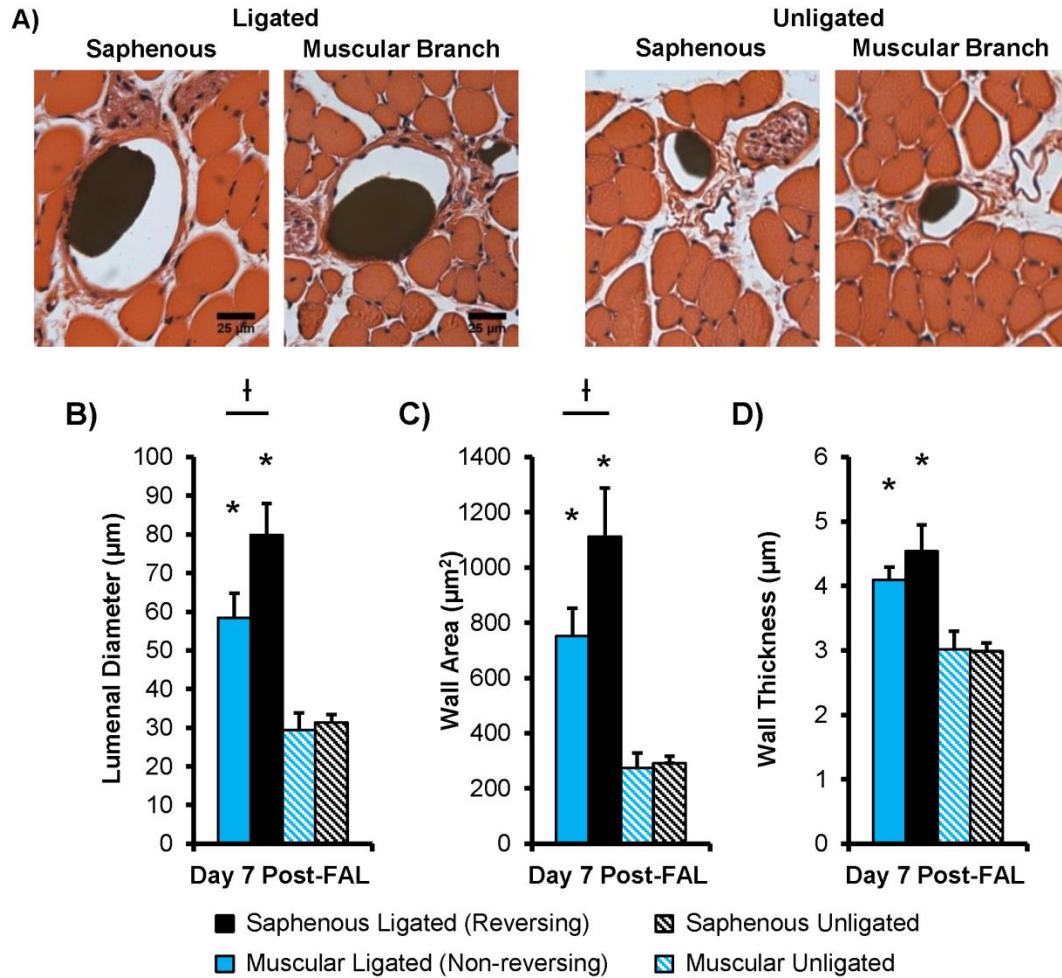 A)
Ligated
Unligated
Saphenous
Muscular Branch
Saphenous
Muscular Branch
25 µm
25 µm
B)
ƚ
Lumenal Diameter (µm)
100
90
80
70
60
50
40
30
20
10
0
*
*
Day 7 Post-FAL
C)
ƚ
Wall Area (µm²)
1400
1200
1000
800
600
400
200
0
*
*
Day 7 Post-FAL
D)
Wall Thickness (µm)
6
5
4
3
2
1
0
*
*
Day 7 Post-FAL
Saphenous Ligated (Reversing)
Saphenous Unligated
Muscular Ligated (Non-reversing)
Muscular Unligated